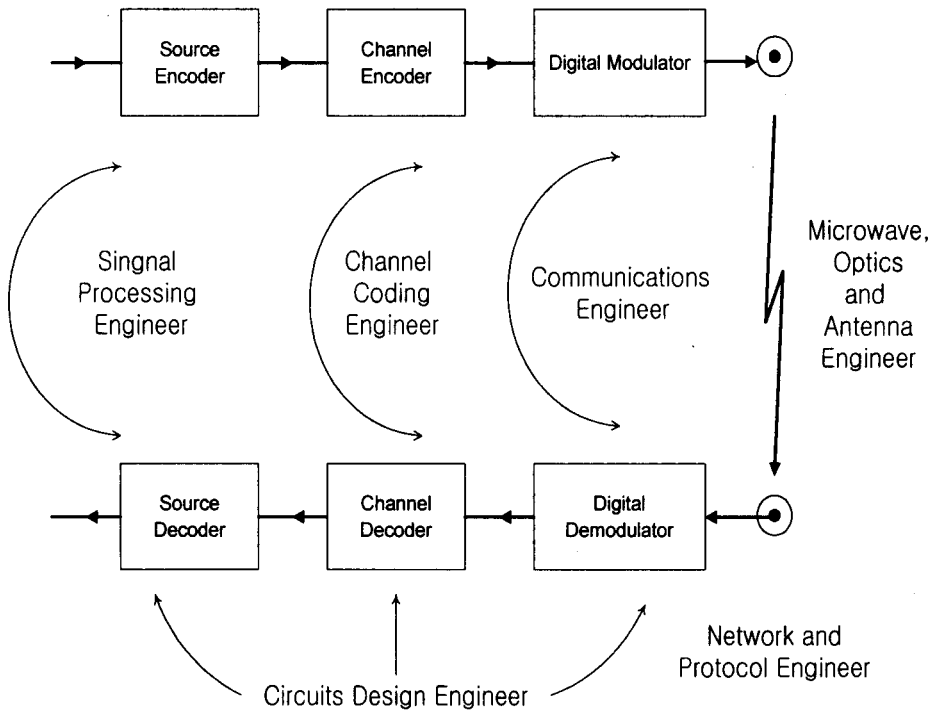 Source
Encoder
Channel
Encoder
Digital Modulator
Singnal
Processing
Engineer
Channel
Coding
Engineer
Communications
Engineer
Microwave,
Optics
and
Antenna
Engineer
Source
Decoder
Channel
Decoder
Digital
Demodulator
Network and
Protocol Engineer
Circuits Design Engineer